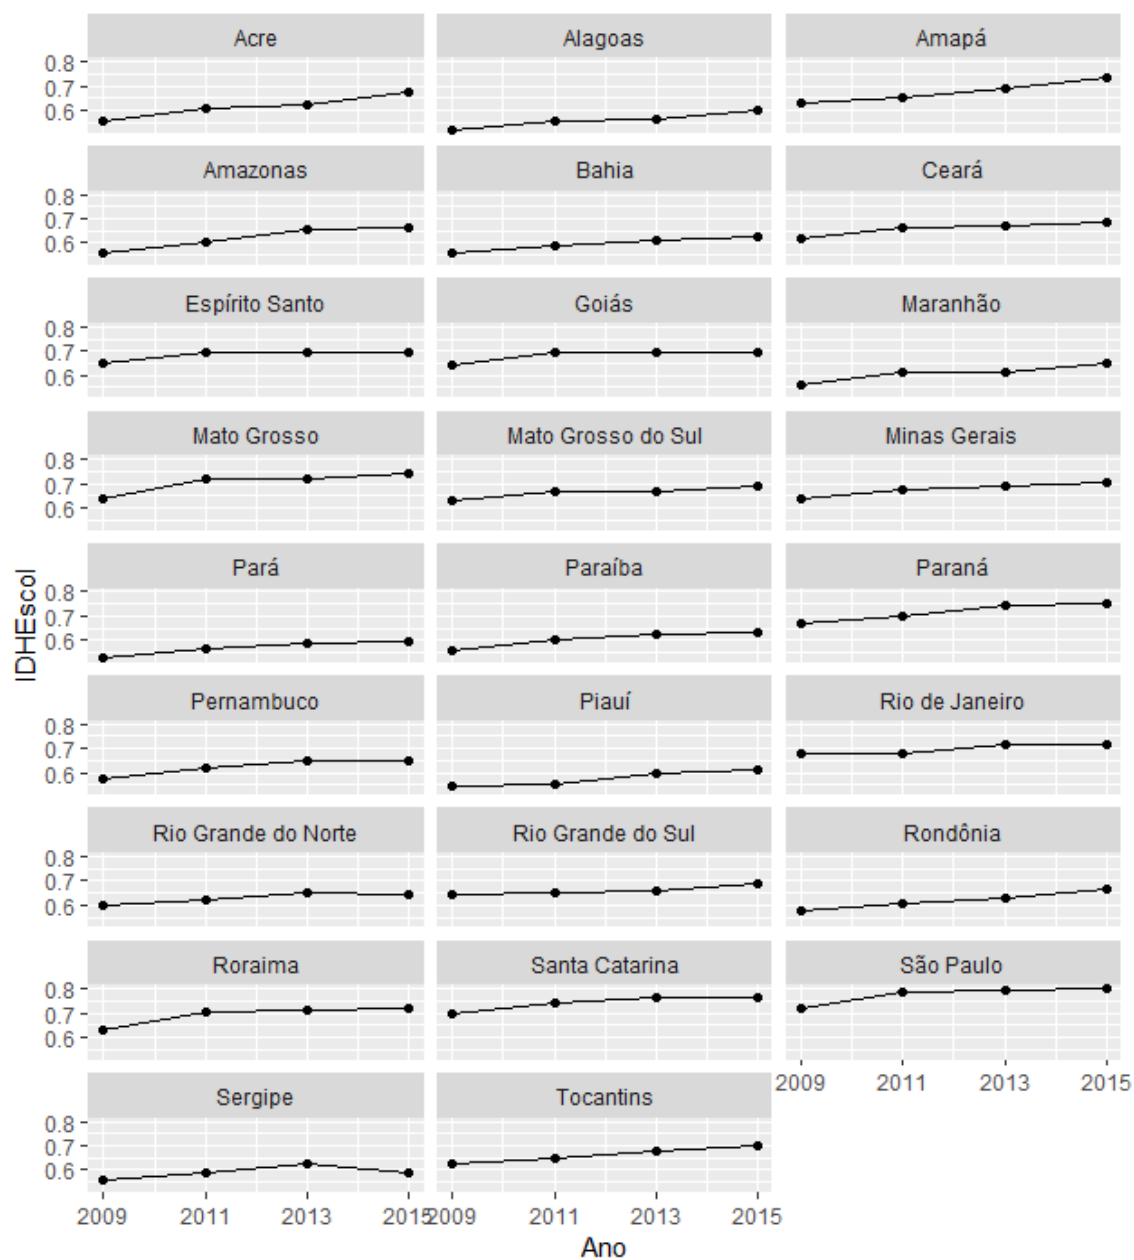 Acre Alagoas Amapá
0.8
0.7
0.6
Amazonas Bahia Ceará
0.8
0.7
0.6
Espírito Santo Goiás Maranhão
0.8
0.7
0.6
Mato Grosso Mato Grosso do Sul Minas Gerais
0.8
0.7
0.6
Pará Paraíba Paraná
0.8
0.7
0.6
IDHEscol
Pernambuco Piauí Rio de Janeiro
0.8
0.7
0.6
Rio Grande do Norte Rio Grande do Sul Rondônia
0.8
0.7
0.6
Roraima Santa Catarina São Paulo
0.8
0.7
0.6
2009 2011 2013 2015
Sergipe Tocantins
0.8
0.7
0.6
2009 2011 2013 2015 2009 2011 2013 2015
Ano